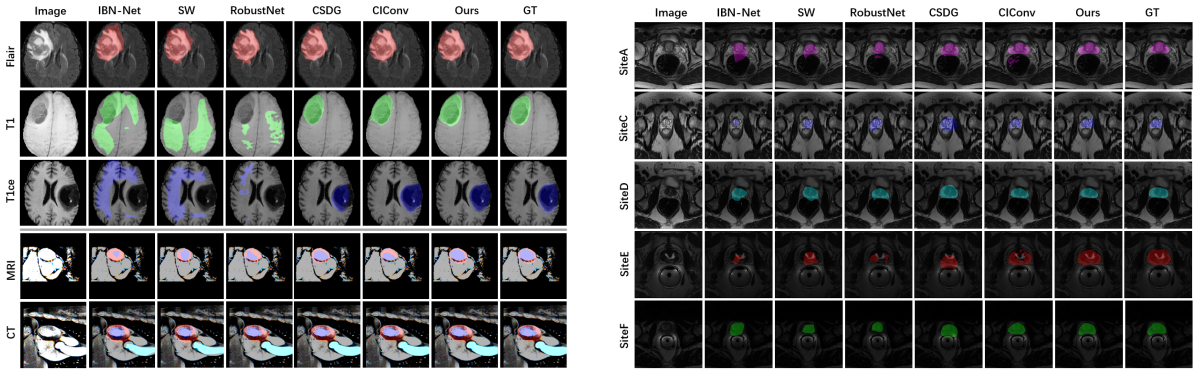 Image IBN-Net SW RobustNet CSDG CIConv Ours GT
Flair
T1
T1ce
MRI
CT
Image IBN-Net SW RobustNet CSDG CIConv Ours GT
SiteA
SiteC
SiteD
SiteE
SiteF